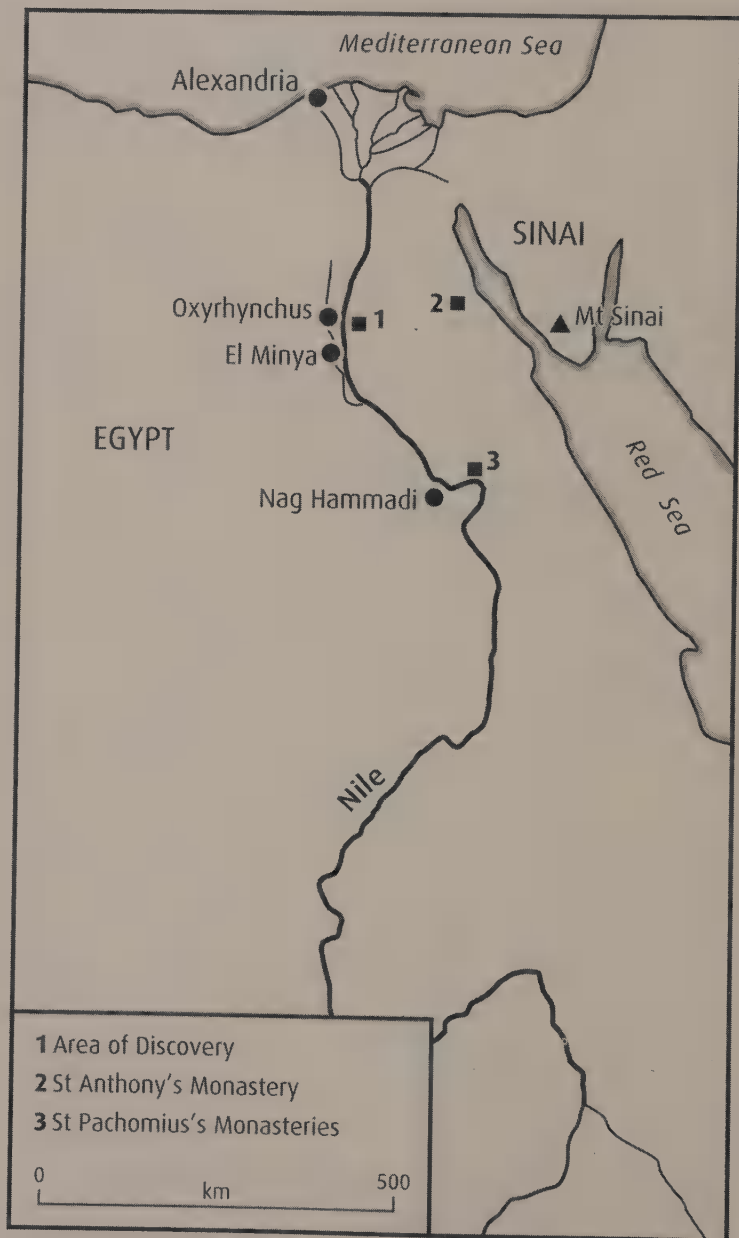 Mediterranean Sea
Alexandria
SINAI
Oxyrhynchus
1
2
Mt Sinai
El Minya
EGYPT
3
Red Sea
Nag Hammadi
Nile
1 Area of Discovery
2 St Anthony's Monastery
3 St Pachomius's Monasteries
0 500
km